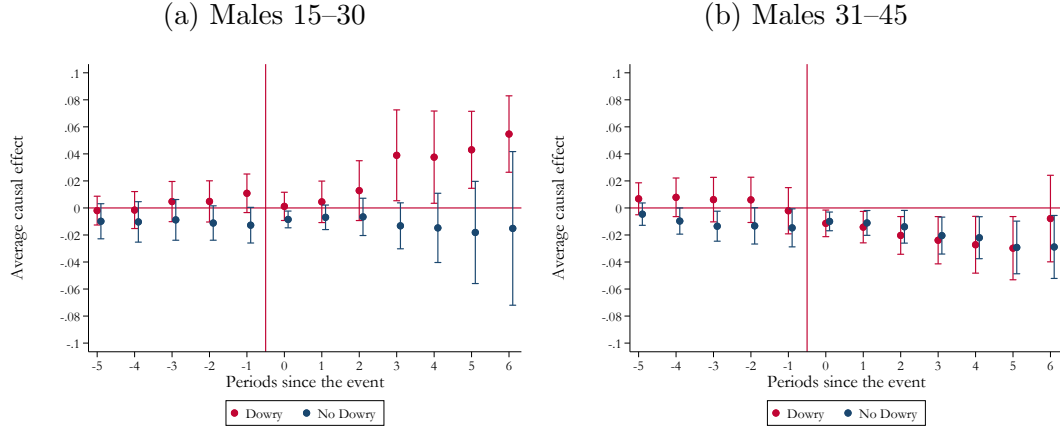 (a) Males 15–30
Average causal effect
.1
.08
.06
.04
.02
0
-.02
-.04
-.06
-.08
-.1
-5 -4 -3 -2 -1 0 1 2 3 4 5 6
Periods since the event
Dowry No Dowry
(b) Males 31–45
Average causal effect
.1
.08
.06
.04
.02
0
-.02
-.04
-.06
-.08
-.1
-5 -4 -3 -2 -1 0 1 2 3 4 5 6
Periods since the event
Dowry No Dowry